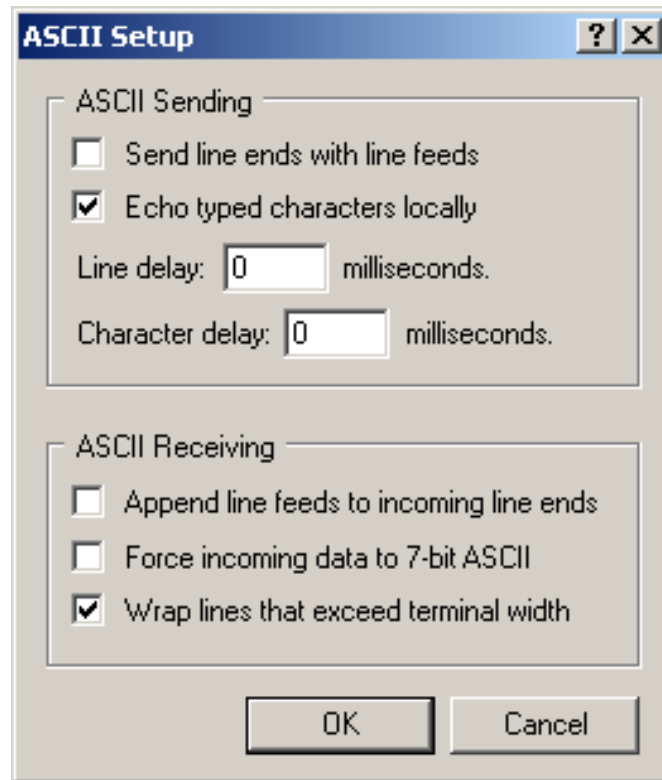 ASCII Setup
ASCII Sending
Send line ends with line feeds
Echo typed characters locally
Line delay: 0 milliseconds.
Character delay: 0 milliseconds.
ASCII Receiving
Append line feeds to incoming line ends
Force incoming data to 7-bit ASCII
Wrap lines that exceed terminal width
OK Cancel